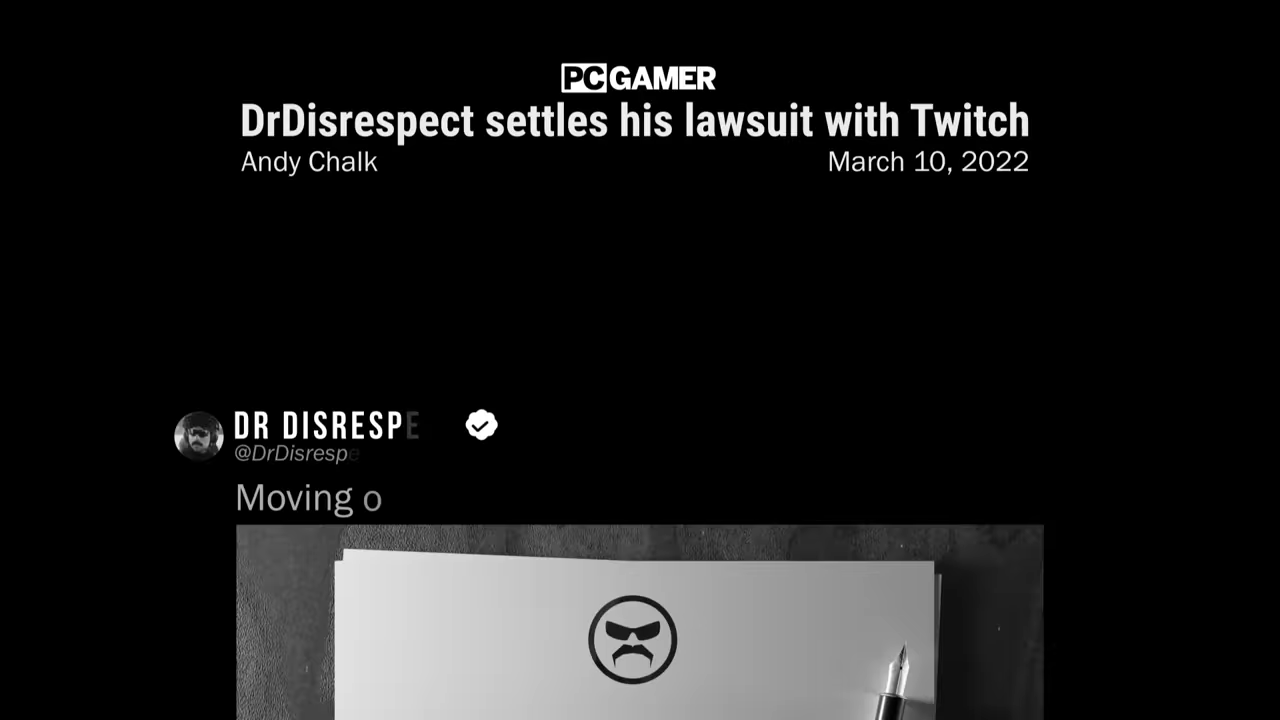 PC GAMER
DrDisrespect settles his lawsuit with Twitch
Andy Chalk
March 10, 2022
DR DISRESPE
@DrDisrespe
Moving o